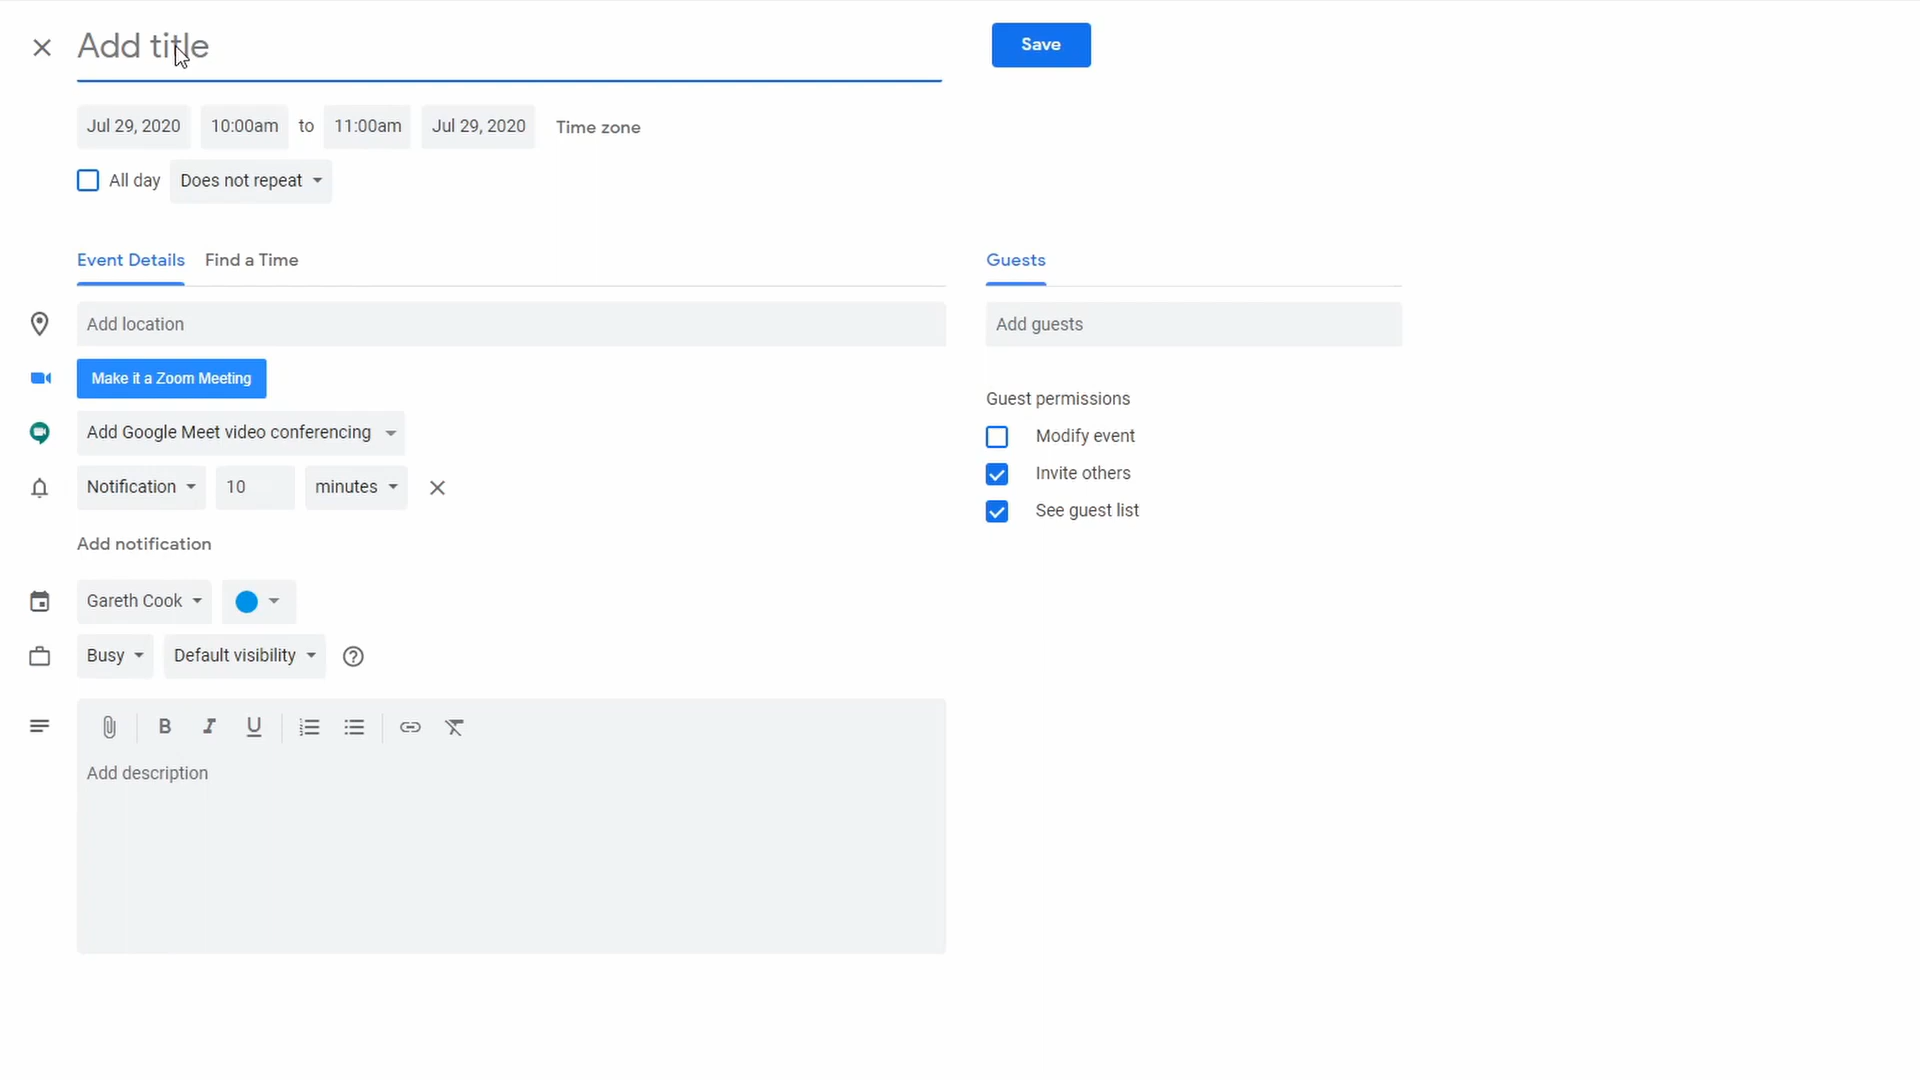 Add title
Save
Jul 29, 2020 10:00am to 11:00am Jul 29, 2020 Time zone
All day Does not repeat
Event Details Find a Time
Guests
Add location
Add guests
Make it a Zoom Meeting
Guest permissions
Add Google Meet video conferencing
Modify event
Invite others
Notification 10 minutes
See guest list
Add notification
Gareth Cook
Busy Default visibility
B I U
Add description